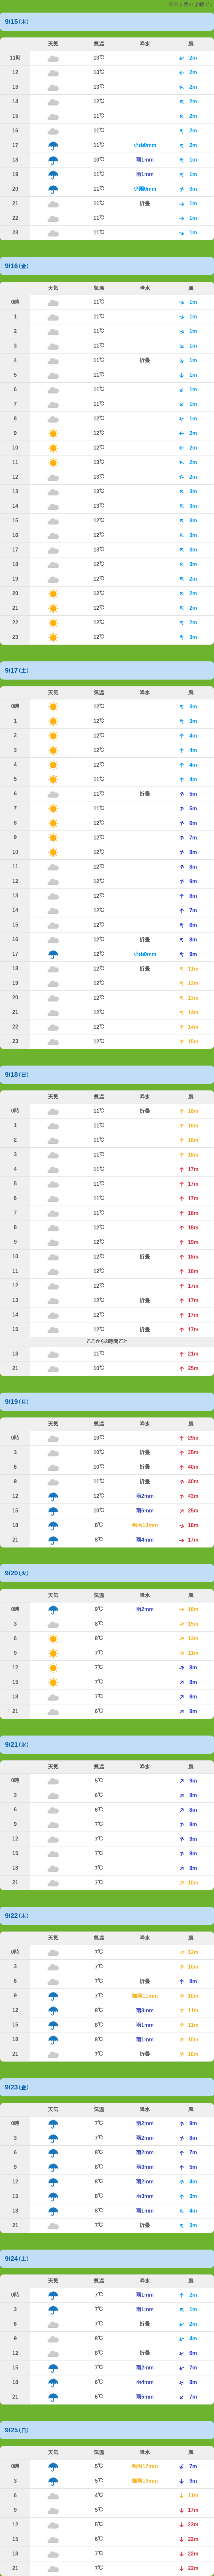 9/15(木)
天気 気温 降水 風
11時 13℃ 2m
12 13℃ 2m
13 13℃ 2m
14 12℃ 2m
15 11℃ 2m
16 11℃ 2m
17 11℃ 小雨0mm 2m
18 10℃ 雨1mm 1m
19 11℃ 雨1mm 1m
20 11℃ 小雨0mm 0m
21 11℃ 折畳 1m
22 11℃ 1m
23 11℃ 1m
9/16(金)
天気 気温 降水 風
0時 11℃ 1m
1 11℃ 1m
2 11℃ 1m
3 11℃ 1m
4 11℃ 折畳 1m
5 11℃ 1m
6 11℃ 1m
7 11℃ 1m
8 12℃ 1m
9 12℃ 2m
10 12℃ 2m
11 13℃ 2m
12 13℃ 2m
13 13℃ 3m
14 13℃ 3m
15 13℃ 3m
16 12℃ 3m
17 13℃ 3m
18 12℃ 3m
19 12℃ 2m
20 12℃ 2m
21 12℃ 2m
22 12℃ 2m
23 12℃ 3m
9/17(土)
天気 気温 降水 風
0時 12℃ 3m
1 12℃ 3m
2 12℃ 4m
3 12℃ 4m
4 12℃ 4m
5 11℃ 4m
6 11℃ 折畳 5m
7 11℃ 5m
8 12℃ 6m
9 12℃ 7m
10 12℃ 8m
11 12℃ 8m
12 12℃ 9m
13 12℃ 8m
14 12℃ 7m
15 12℃ 6m
16 12℃ 折畳 8m
17 12℃ 小雨0mm 9m
18 12℃ 折畳 11m
19 12℃ 12m
20 12℃ 13m
21 12℃ 14m
22 12℃ 14m
23 12℃ 15m
9/18(日)
天気 気温 降水 風
0時 11℃ 折畳 16m
1 11℃ 16m
2 11℃ 16m
3 11℃ 16m
4 11℃ 17m
5 11℃ 17m
6 11℃ 17m
7 11℃ 18m
8 12℃ 18m
9 12℃ 19m
10 12℃ 折畳 18m
11 12℃ 18m
12 12℃ 17m
13 12℃ 折畳 17m
14 12℃ 17m
15 12℃ 折畳 17m
ここから3時間ごと
18 11℃ 21m
21 10℃ 25m
9/19(月)
天気 気温 降水 風
0時 10℃ 29m
3 10℃ 折畳 35m
6 10℃ 折畳 40m
9 11℃ 折畳 40m
12 12℃ 雨2mm 43m
15 10℃ 雨6mm 25m
18 8℃ 強雨13mm 18m
21 8℃ 雨4mm 17m
9/20(火)
天気 気温 降水 風
0時 9℃ 雨2mm 16m
3 8℃ 15m
6 8℃ 13m
9 7℃ 11m
12 7℃ 8m
15 7℃ 8m
18 7℃ 8m
21 6℃ 9m
9/21(水)
天気 気温 降水 風
0時 5℃ 9m
3 6℃ 8m
6 6℃ 8m
9 7℃ 8m
12 7℃ 9m
15 7℃ 8m
18 7℃ 8m
21 7℃ 10m
9/22(木)
天気 気温 降水 風
0時 7℃ 12m
3 7℃ 10m
6 7℃ 折畳 8m
9 7℃ 強雨11mm 10m
12 8℃ 雨3mm 11m
15 8℃ 雨1mm 11m
18 8℃ 雨1mm 10m
21 7℃ 折畳 10m
9/23(金)
天気 気温 降水 風
0時 7℃ 雨2mm 9m
3 7℃ 雨2mm 8m
6 8℃ 雨2mm 7m
9 8℃ 雨3mm 5m
12 8℃ 雨2mm 4m
15 8℃ 雨3mm 3m
18 8℃ 雨1mm 4m
21 7℃ 折畳 3m
9/24(土)
天気 気温 降水 風
0時 7℃ 雨1mm 2m
3 7℃ 雨1mm 1m
6 7℃ 折畳 2m
9 8℃ 4m
12 8℃ 折畳 6m
15 7℃ 雨2mm 7m
18 6℃ 雨4mm 8m
21 6℃ 雨5mm 7m
9/25(日)
天気 気温 降水 風
0時 5℃ 強雨17mm 7m
3 5℃ 強雨19mm 9m
6 4℃ 11m
9 5℃ 17m
12 5℃ 23m
15 6℃ 22m
18 7℃ 22m
21 7℃ 22m